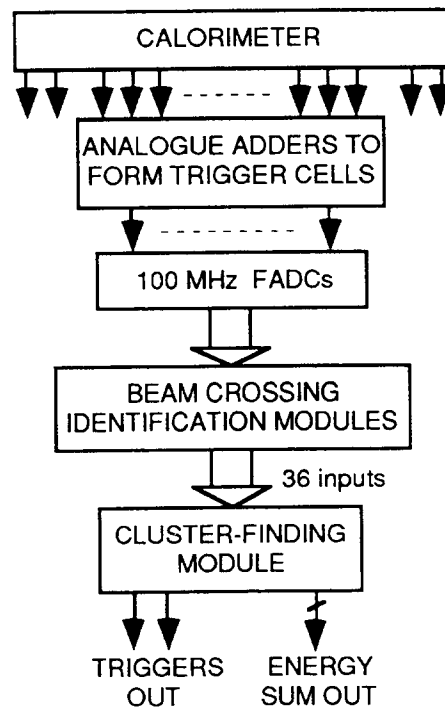 CALORIMETER
ANALOGUE ADDERS TO
FORM TRIGGER CELLS
100 MHz FADCs
BEAM CROSSING
IDENTIFICATION MODULES
36 inputs
CLUSTER-FINDING
MODULE
TRIGGERS
OUT
ENERGY
SUM OUT